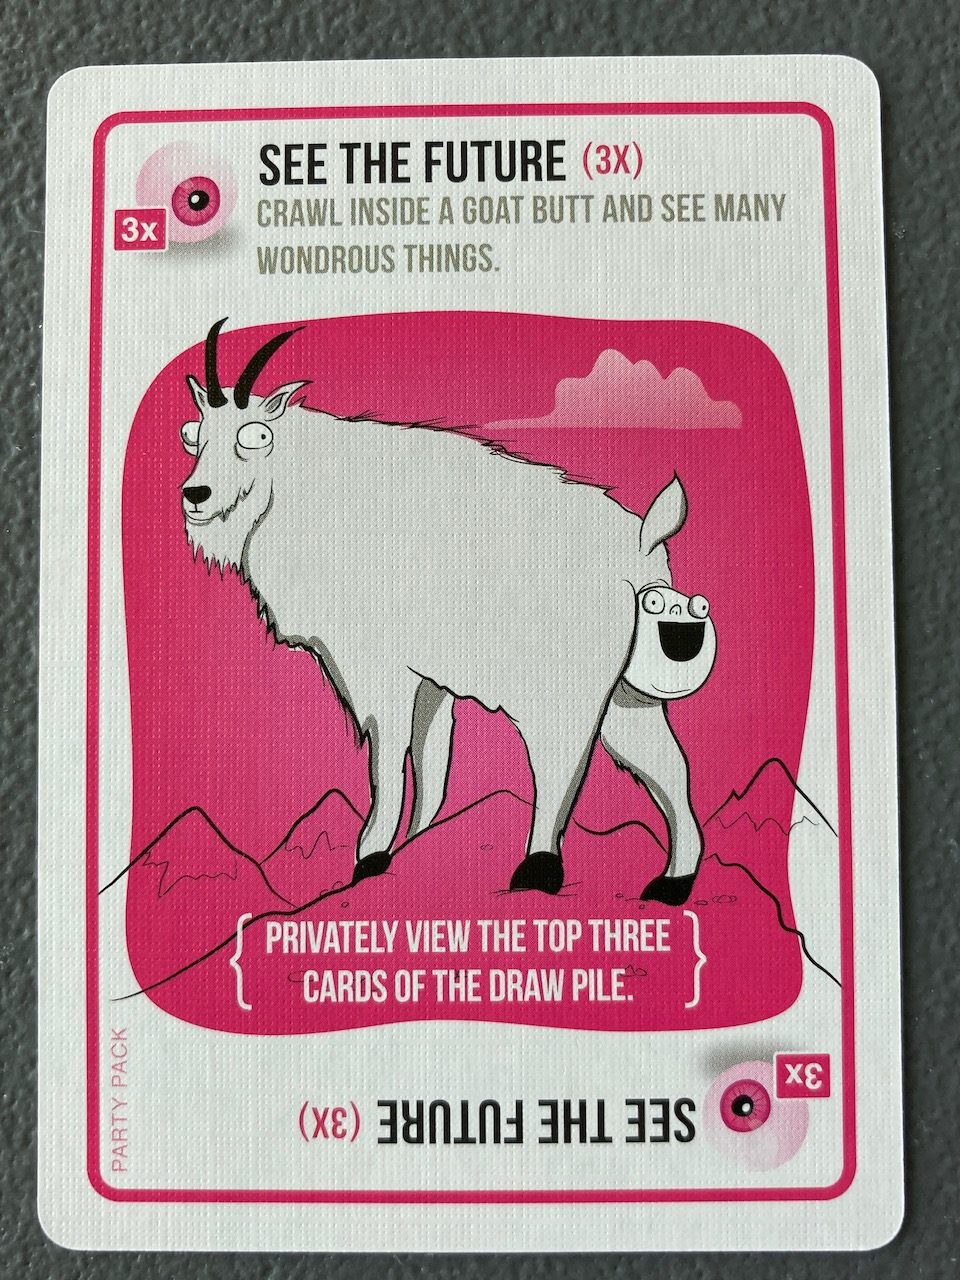 SEE THE FUTURE (3X)
3x
CRAWL INSIDE A GOAT BUTT AND SEE MANY
WONDROUS THINGS.
{PRIVATELY VIEW THE TOP THREE
CARDS OF THE DRAW PILE.}
PARTY PACK
3x
SEE THE FUTURE (3X)